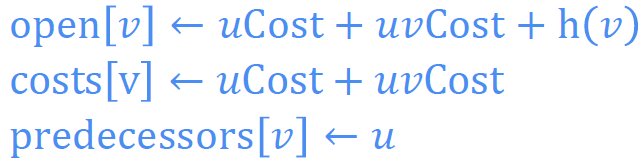 open[𝑣] ← 𝑢Cost + 𝑢𝑣Cost + h(𝑣)
costs[v] ← 𝑢Cost + 𝑢𝑣Cost
predecessors[𝑣] ← 𝑢